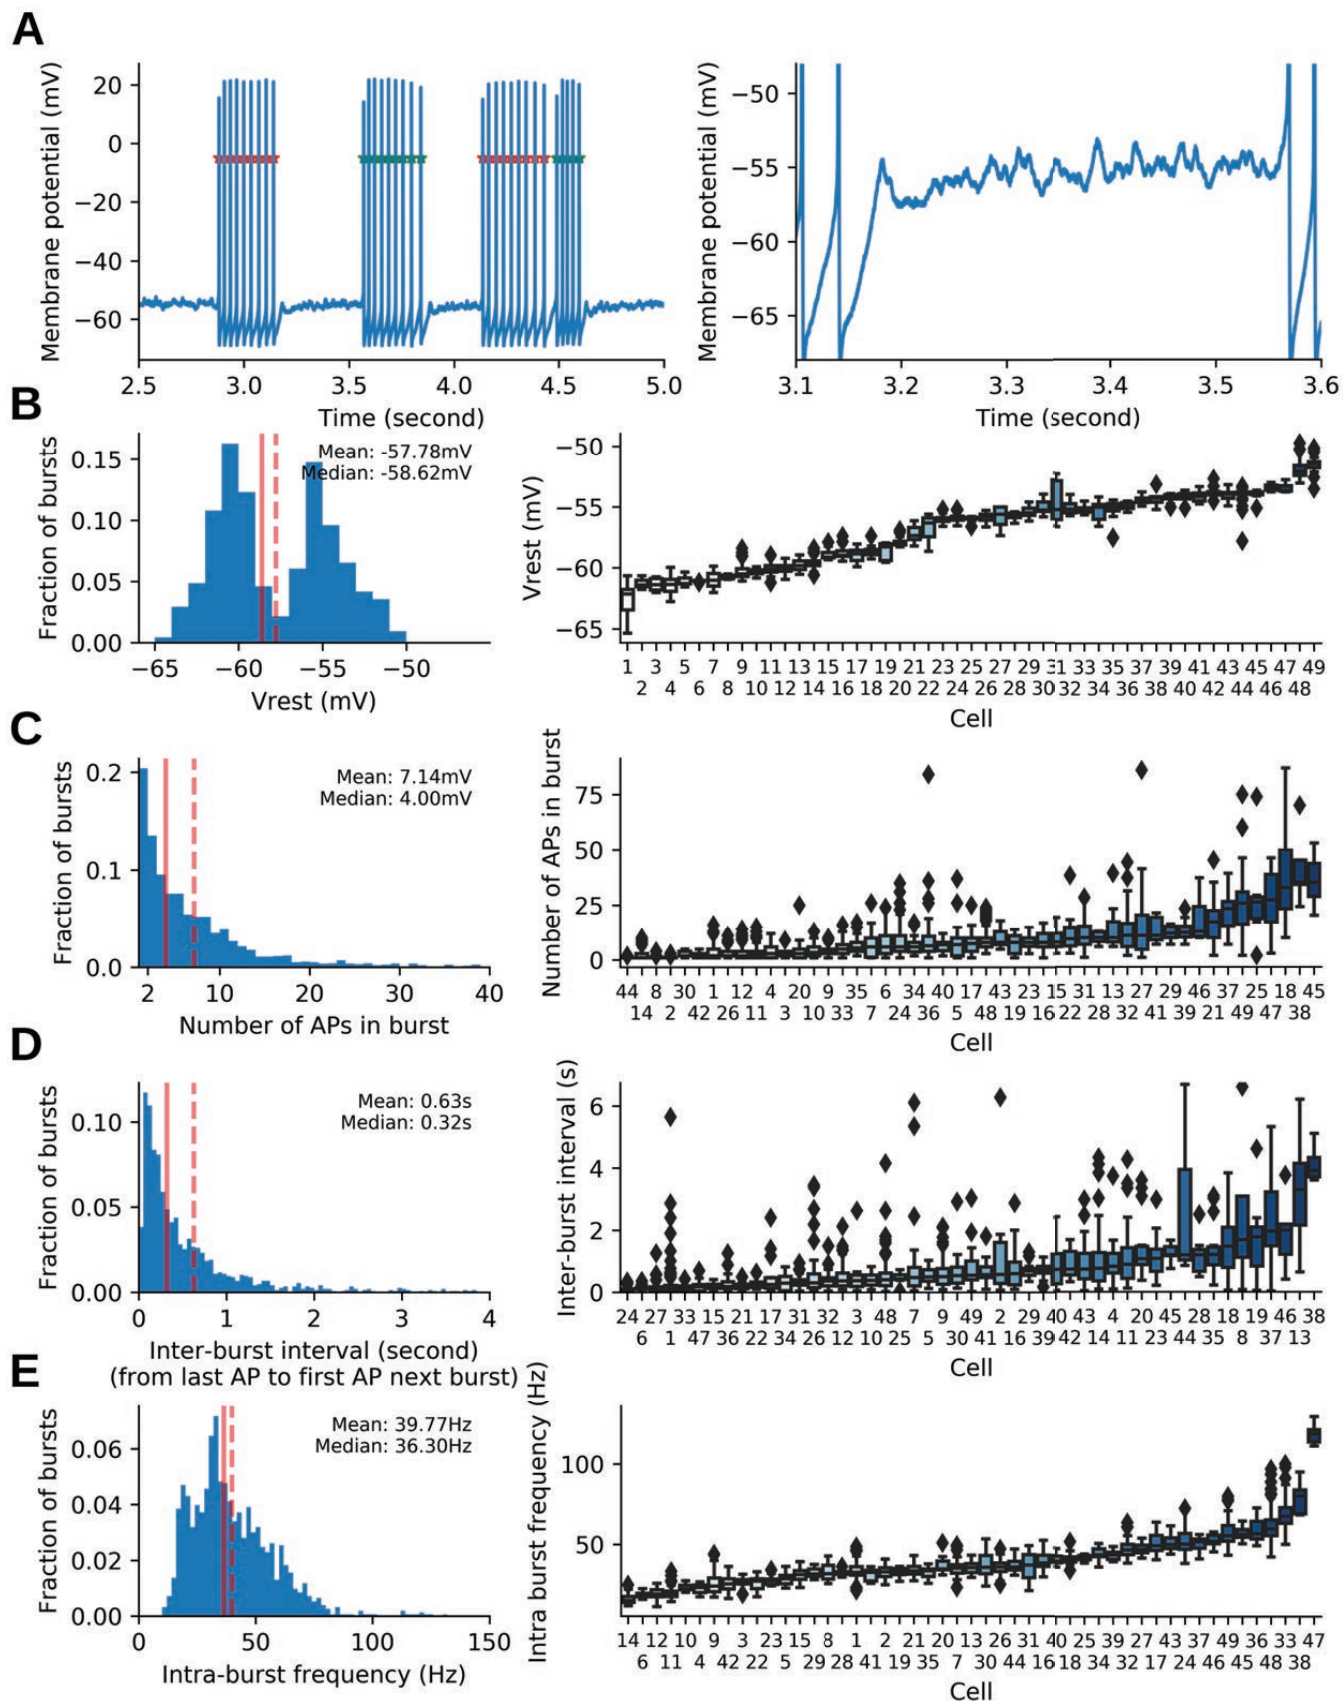 A
Membrane potential (mV)
20
0
−20
−40
−60
2.5 3.0 3.5 4.0 4.5 5.0
Time (second)
Membrane potential (mV)
−50
−55
−60
−65
3.1 3.2 3.3 3.4 3.5 3.6
Time (second)
B
Fraction of bursts
0.15
0.10
0.05
0.00
Mean: -57.78mV
Median: -58.62mV
−65 −60 −55 −50
Vrest (mV)
Vrest (mV)
−50
−55
−60
−65
1 3 5 7 9 11 13 15 17 19 21 23 25 27 29 31 33 35 37 39 41 43 45 47 49
2 4 6 8 10 12 14 16 18 20 22 24 26 28 30 32 34 36 38 40 42 44 46 48
Cell
C
Fraction of bursts
0.2
0.1
0.0
Mean: 7.14mV
Median: 4.00mV
2 10 20 30 40
Number of APs in burst
Number of APs in burst
75
50
25
0
44 8 30 1 12 4 20 9 35 6 34 40 17 43 23 15 31 13 27 29 46 37 25 18 45
14 2 42 26 11 3 10 33 7 24 36 5 48 19 16 22 28 32 41 39 21 49 47 38
Cell
D
Fraction of bursts
0.10
0.05
0.00
Mean: 0.63s
Median: 0.32s
0 1 2 3 4
Inter-burst interval (second)
(from last AP to first AP next burst)
Inter-burst interval (s)
6
4
2
0
24 27 33 15 21 17 31 32 3 48 7 9 49 2 29 40 43 4 20 45 28 18 19 46 38
6 1 47 36 22 34 26 12 10 25 5 30 41 16 39 42 14 11 23 44 35 8 37 13
Cell
E
Fraction of bursts
0.06
0.04
0.02
0.00
Mean: 39.77Hz
Median: 36.30Hz
0 50 100 150
Intra-burst frequency (Hz)
Intra burst frequency (Hz)
100
50
14 12 10 9 3 23 15 8 1 2 21 20 13 26 31 40 25 39 27 43 37 49 36 33 47
6 11 4 42 22 5 29 28 41 19 35 7 30 44 16 18 34 32 17 24 46 45 48 38
Cell